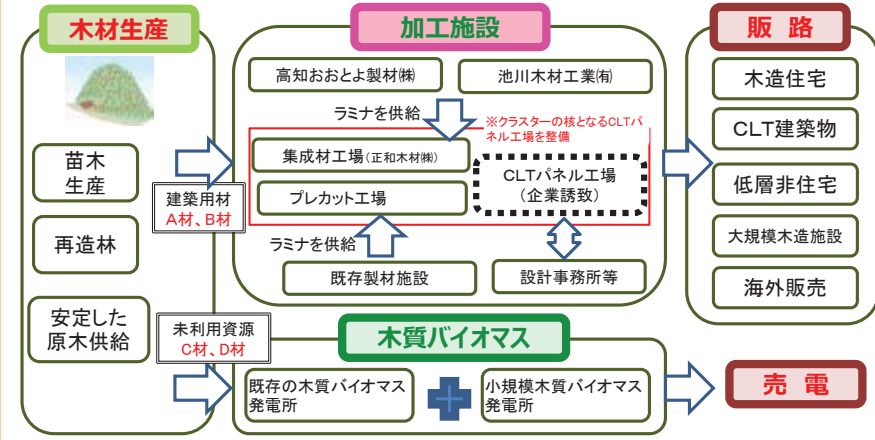 木材生産
苗木
生産
再造林
安定した
原木供給
建築用材
A材、B材
未利用資源
C材、D材
加工施設
高知おおとよ製材㈱
池川木材工業㈲
ラミナを供給
※クラスターの核となるCLTパ
ネル工場を整備
集成材工場(正和木材㈱)
プレカット工場
CLTパネル工場
(企業誘致)
ラミナを供給
既存製材施設
設計事務所等
木質バイオマス
既存の木質バイオマス
発電所
小規模木質バイオマス
発電所
販路
木造住宅
CLT建築物
低層非住宅
大規模木造施設
海外販売
売電